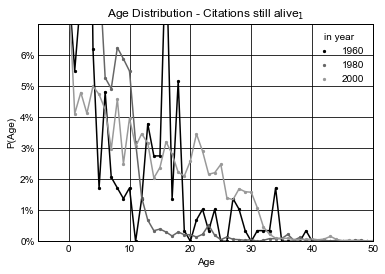 Age Distribution - Citations still alive1
in year
1960
1980
2000
6%
5%
4%
3%
2%
1%
0%
P(Age)
0 10 20 30 40 50
Age